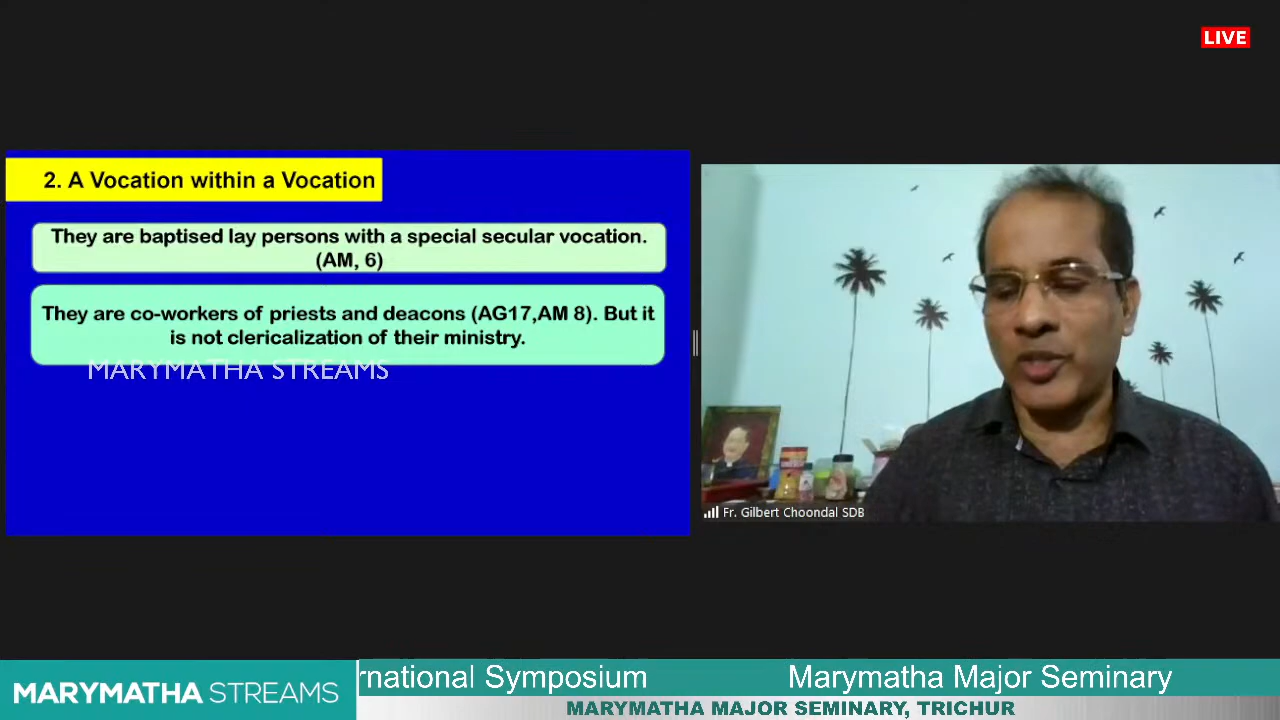 LIVE
2. A Vocation within a Vocation
They are baptised lay persons with a special secular vocation.
(AM, 6)
They are co-workers of priests and deacons (AG17,AM 8). But it
is not clericalization of their ministry.
MARYMATHA STREAMS
Fr. Gilbert Choondal SDB
MARYMATHA STREAMS
rnational Symposium Marymatha Major Seminary
MARYMATHA MAJOR SEMINARY, TRICHUR